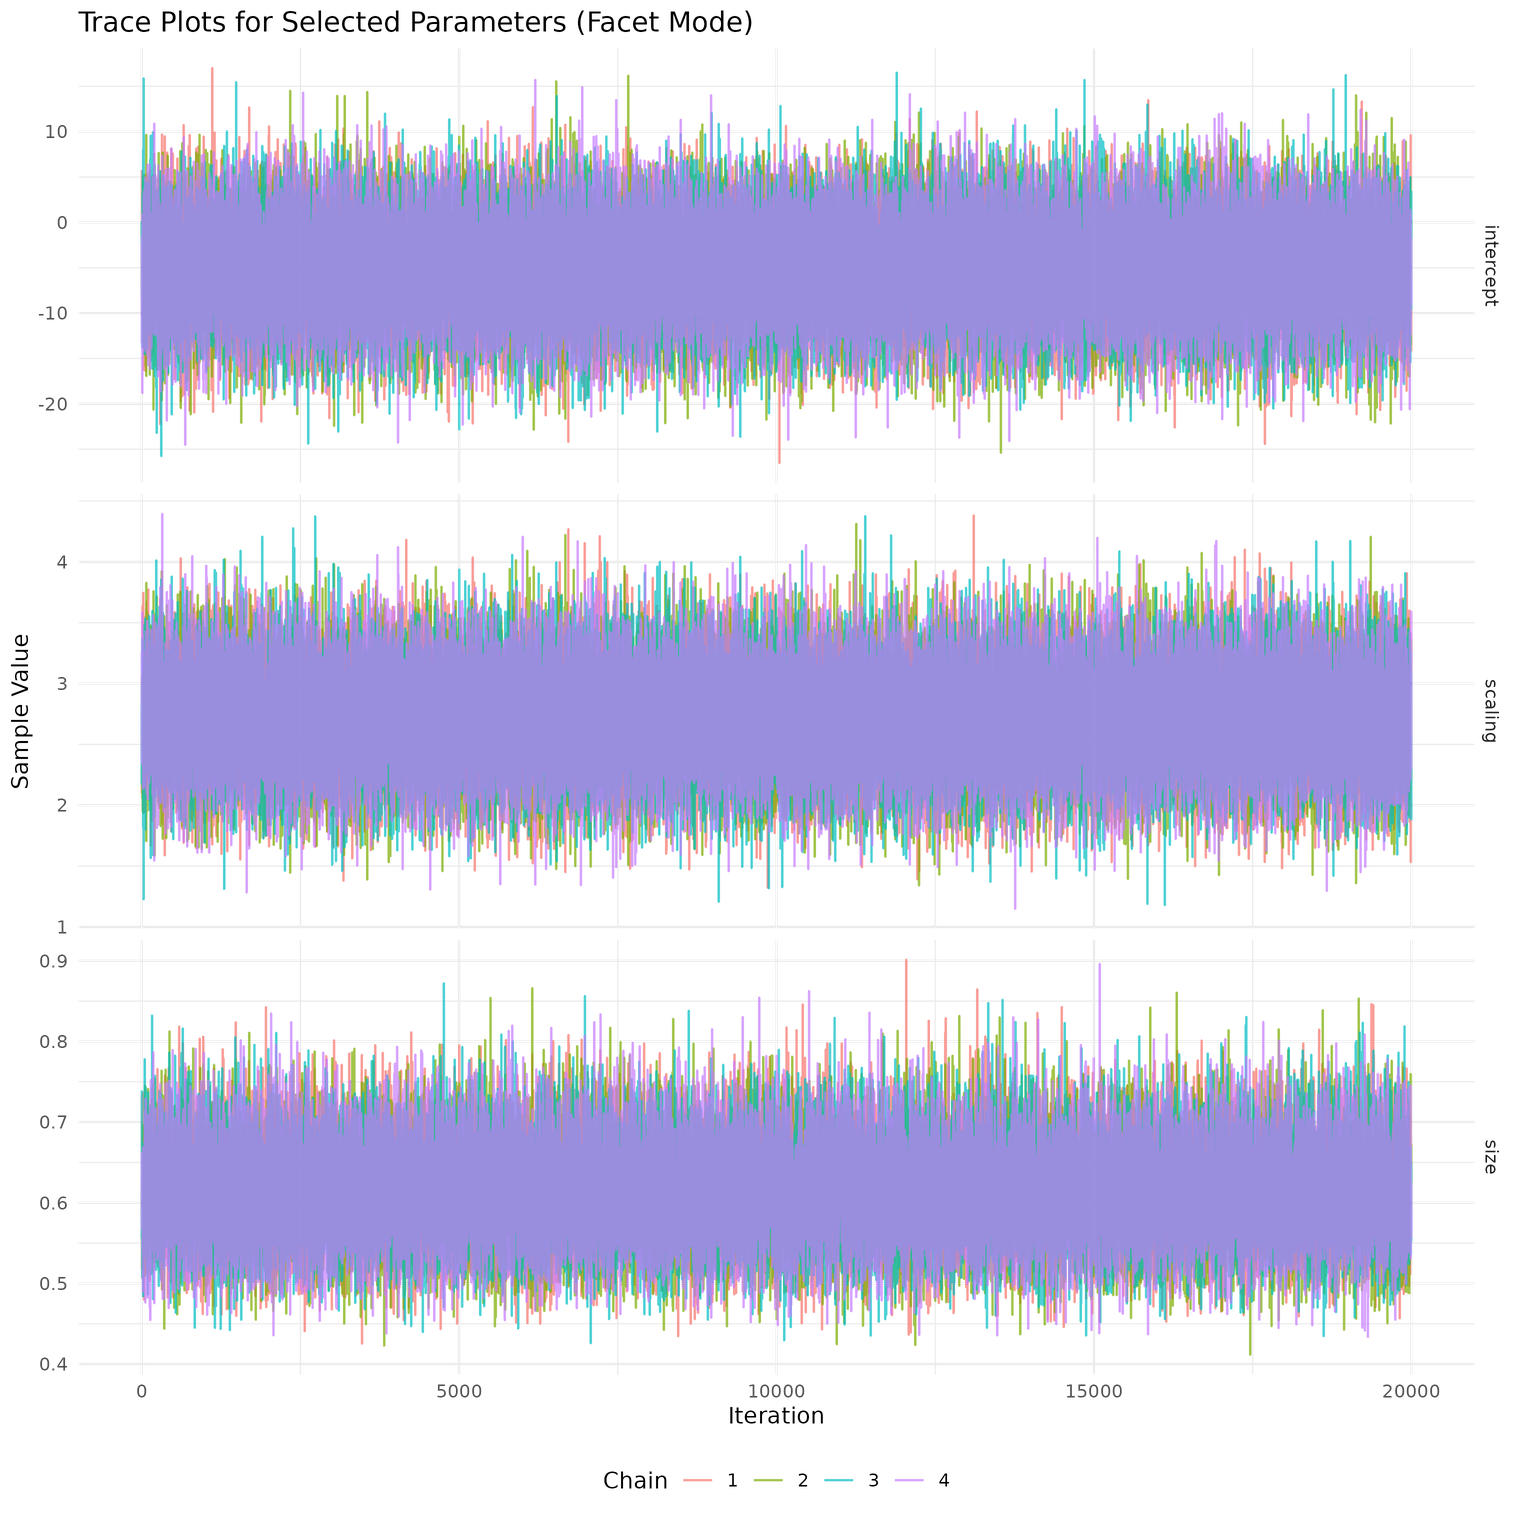 Trace Plots for Selected Parameters (Facet Mode)
10
0
-10
-20
intercept
4
3
2
1
scaling
Sample Value
0.9
0.8
0.7
0.6
0.5
0.4
size
0 5000 10000 15000 20000
Iteration
Chain 1 2 3 4